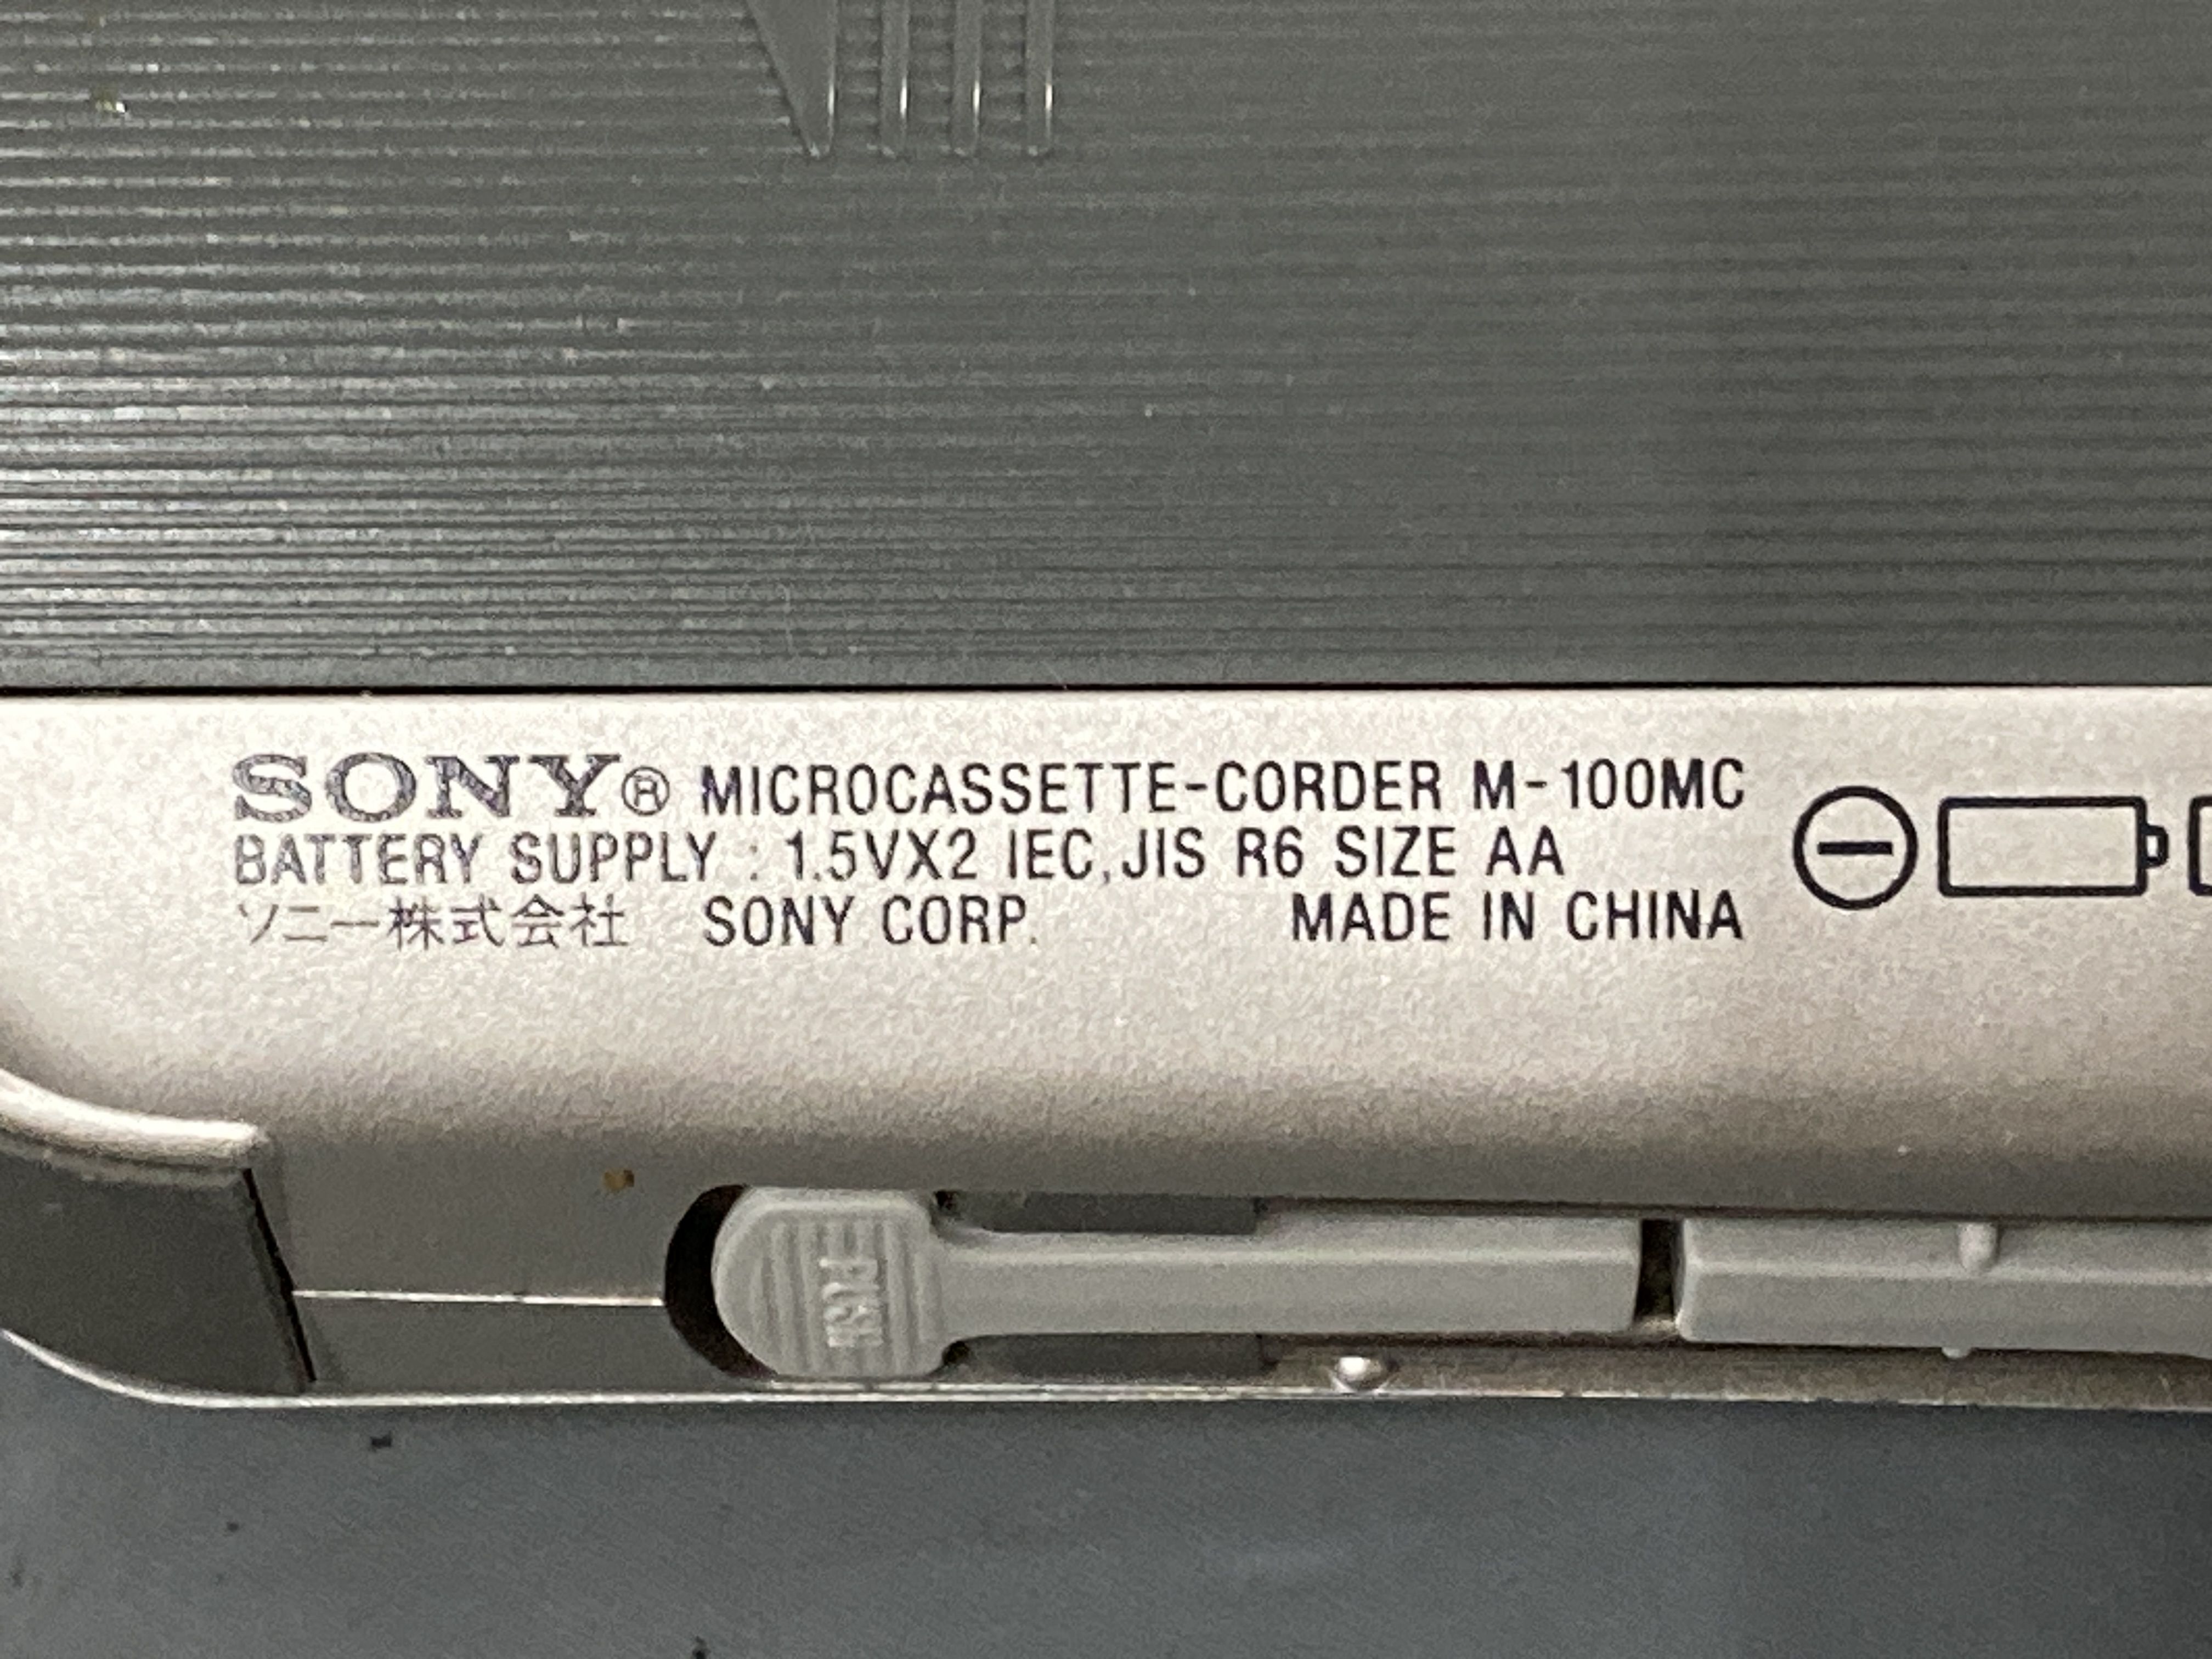 SONY® MICROCASSETTE-CORDER M-100MC
BATTERY SUPPLY : 1.5VX2 IEC,JIS R6 SIZE AA
ソニー株式会社 SONY CORP. MADE IN CHINA
PUSH